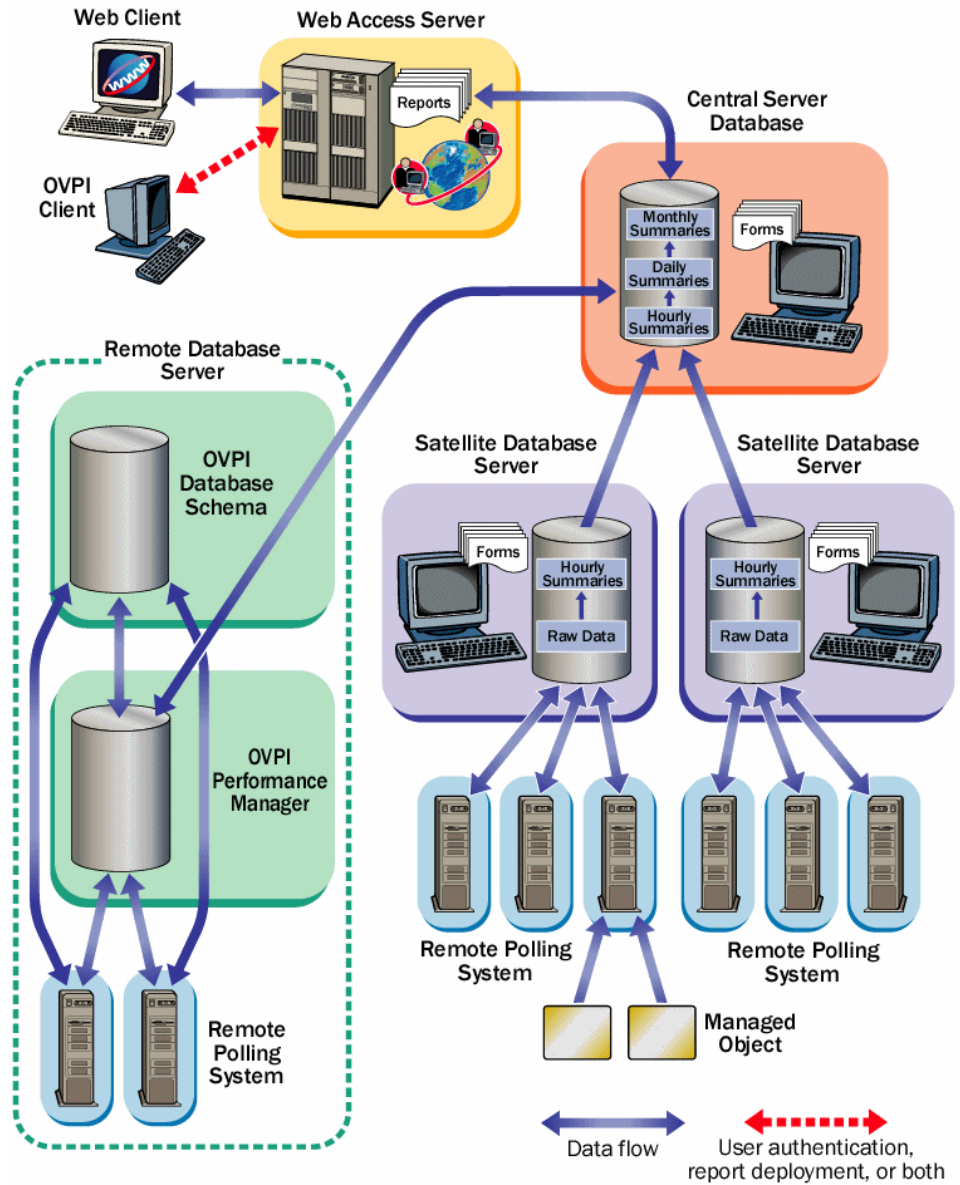 Web Client
Web Access Server
WWW
Reports
Central Server
Database
OVPI
Client
Monthly
Summaries
Daily
Summaries
Hourly
Summaries
Forms
Remote Database
Server
OVPI
Database
Schema
Satellite Database
Server
Satellite Database
Server
Forms
Hourly
Summaries
Raw Data
Hourly
Summaries
Raw Data
Forms
OVPI
Performance
Manager
Remote Polling
System
Remote Polling
System
Remote
Polling
System
Managed
Object
Data flow
User authentication,
report deployment, or both